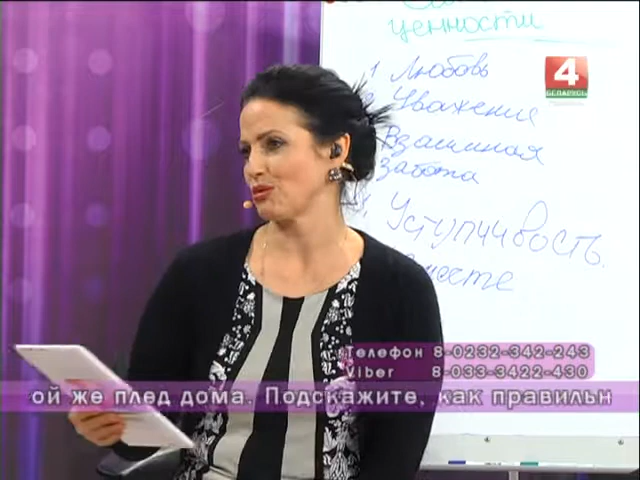 ценности
1 Любовь
Уважение
4
БЕЛАРУСЬ
Взаимная
забота
Уступчивость.
Телефон 8-0232-342-243
Viber 8-033-3422-430
ой же плед дома. Подскажите, как правильн